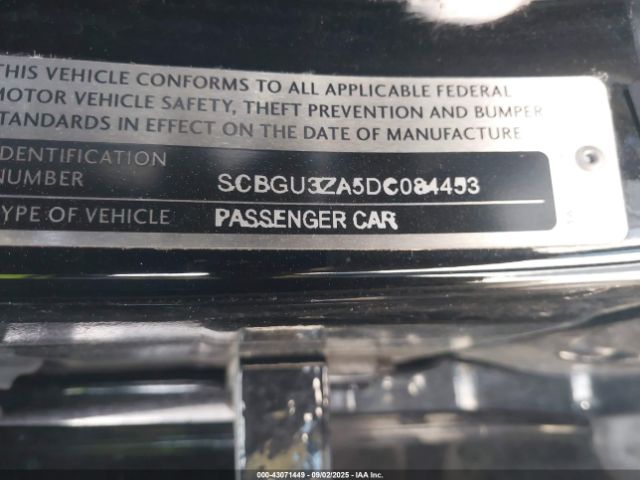 THIS VEHICLE CONFORMS TO ALL APPLICABLE FEDERAL
MOTOR VEHICLE SAFETY, THEFT PREVENTION AND BUMPER
STANDARDS IN EFFECT ON THE DATE OF MANUFACTURE
IDENTIFICATION
NUMBER
SCBGU3ZA5DC084453
TYPE OF VEHICLE
PASSENGER CAR
000-43071449 - 09/02/2025 - IAA Inc.